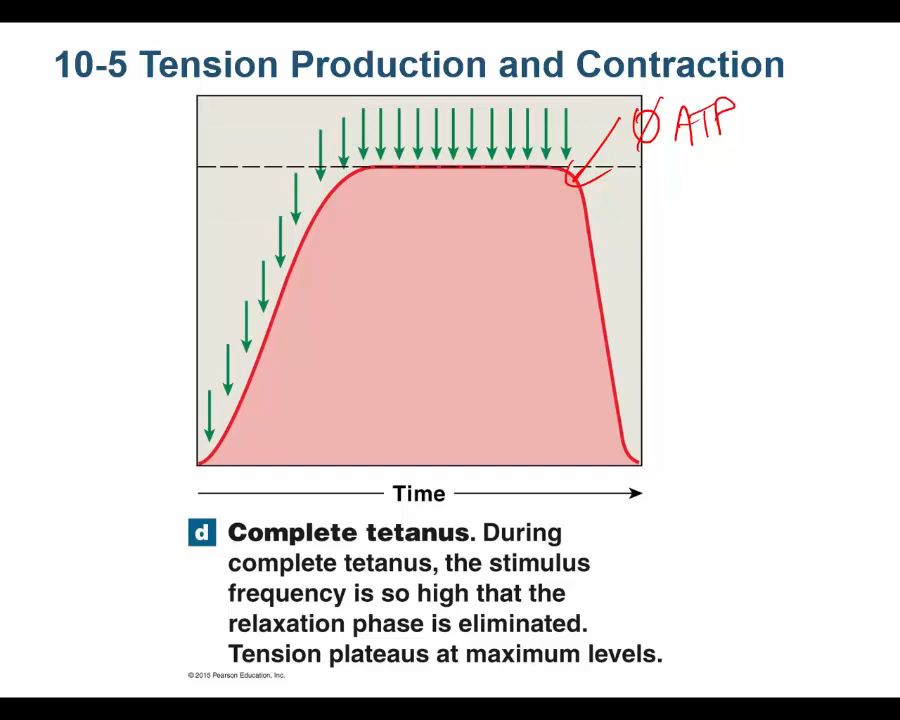 10-5 Tension Production and Contraction
Ø ATP
Time
d Complete tetanus. During
complete tetanus, the stimulus
frequency is so high that the
relaxation phase is eliminated.
Tension plateaus at maximum levels.
© 2015 Pearson Education, Inc.